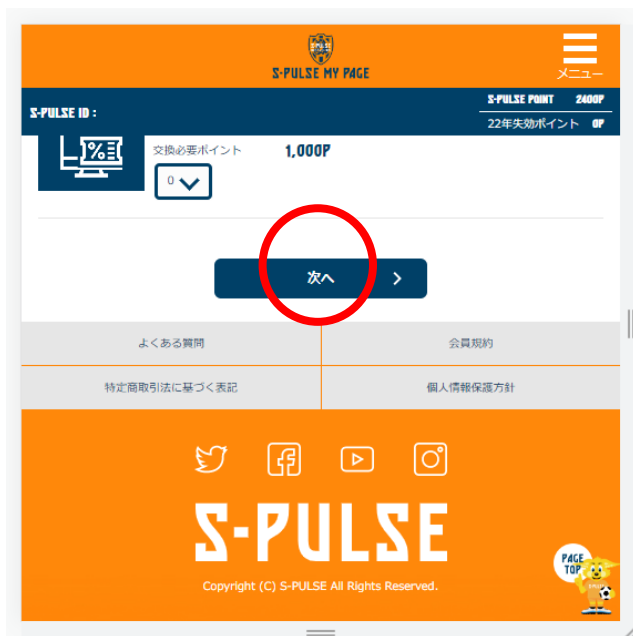 S-PULSE MY PAGE
メニュー
S-PULSE ID :
S-PULSE POINT 2400P
22年失効ポイント 0P
交換必要ポイント 1,000P
0
次へ
よくある質問 会員規約
特定商取引法に基づく表記 個人情報保護方針
S-PULSE
Copyright (C) S-PULSE All Rights Reserved.
PAGE
TOP